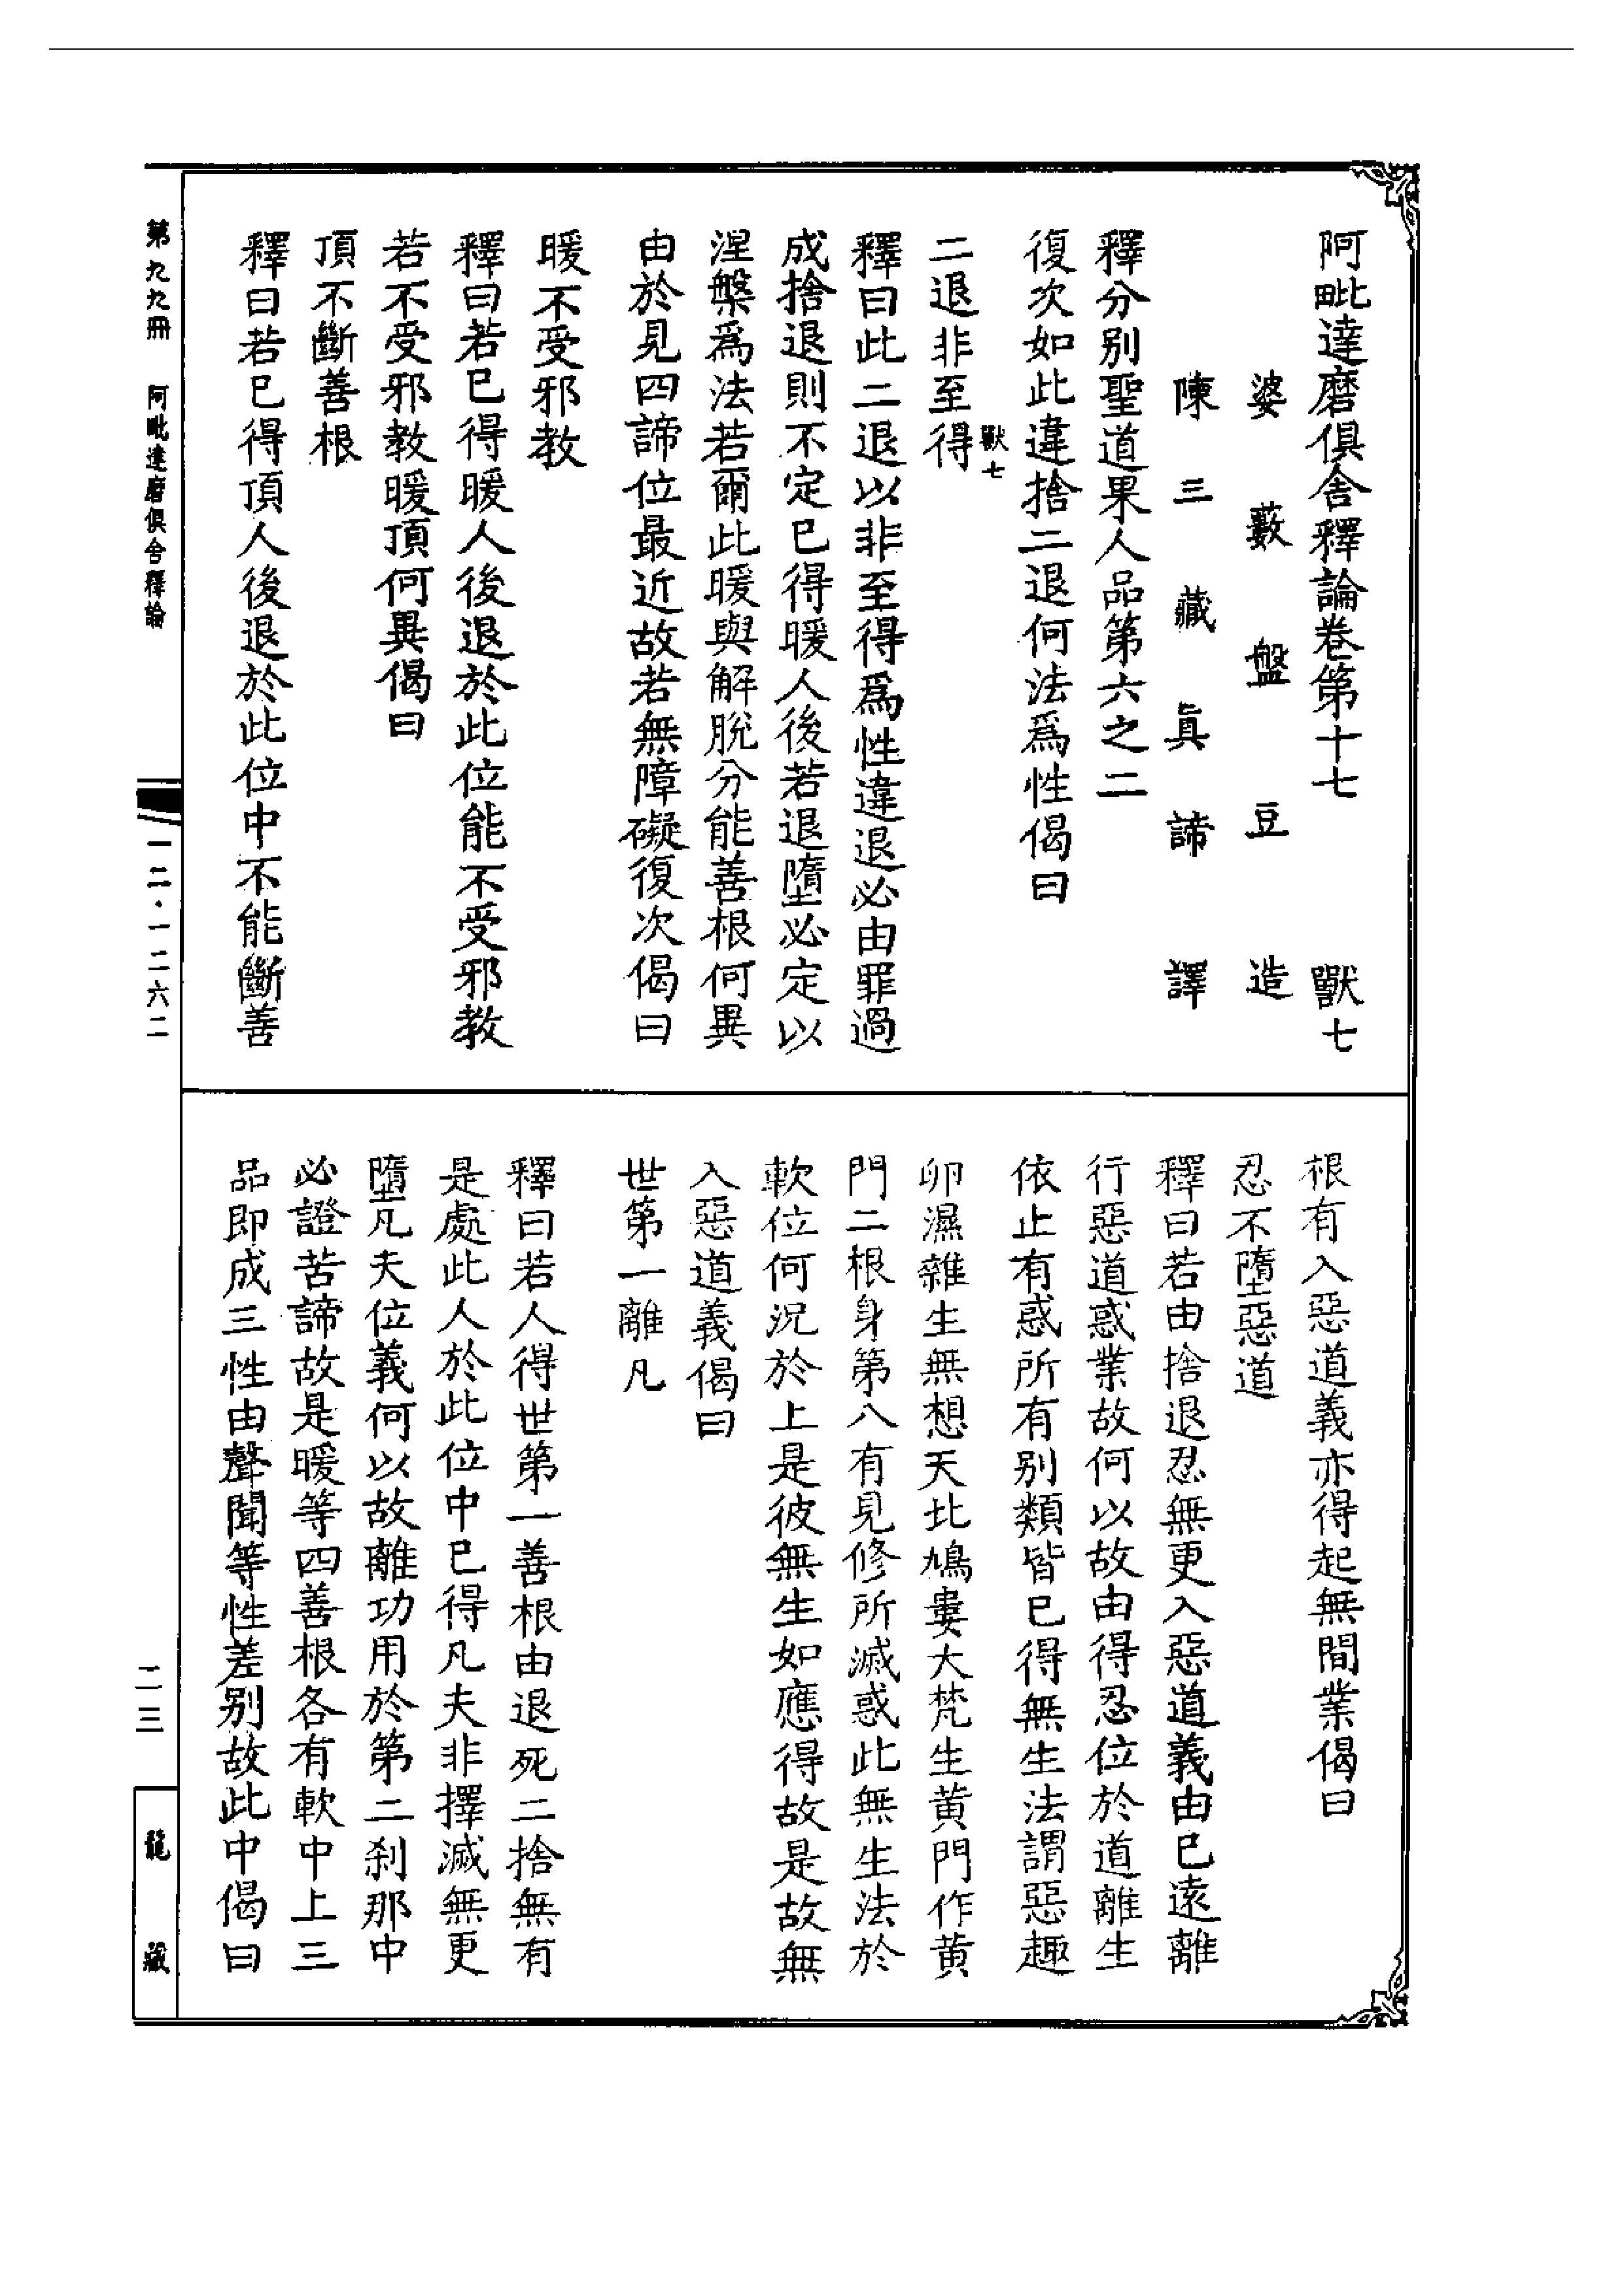 阿毗達磨俱舍釋論卷第十七 獸七
婆藪盤豆造
陳三藏真諦譯
釋分別聖道果人品第六之二
復次如此違捨二退何法爲性偈曰
二退非至得
獸七
釋曰此二退以非至得爲性違退必由罪過
成捨退則不定已得暖人後若退墮必定以
涅槃爲法若爾此暖與解脫分能善根何異
由於見四諦位最近故若無障礙復次偈曰
暖不受邪教
釋曰若已得暖人後退於此位能不受邪教
若不受邪教暖頂何異偈曰
頂不斷善根
釋曰若已得頂人後退於此位中不能斷善
根有入惡道義亦得起無間業偈曰
忍不墮惡道
釋曰若由捨退忍無更入惡道義由已遠離
行惡道惑業故何以故由得忍位於道離生
依止有惑所有別類皆已得無生法謂惡趣
卵濕雜生無想天北鳩婁大梵生黃門作黃
門二根身第八有見修所滅惑此無生法於
軟位何況於上是彼無生如應得故是故無
入惡道義偈曰
世第一離凡
釋曰若人得世第一善根由退死二捨無有
是處此人於此位中已得凡夫非擇滅無更
墮凡夫位義何以故離功用於第二刹那中
必證苦諦故是暖等四善根各有軟中上三
品即成三性由聲聞等性差別故此中偈曰
第九九冊 阿毗達磨俱舍釋論
一二·一二六二
二三
龍藏